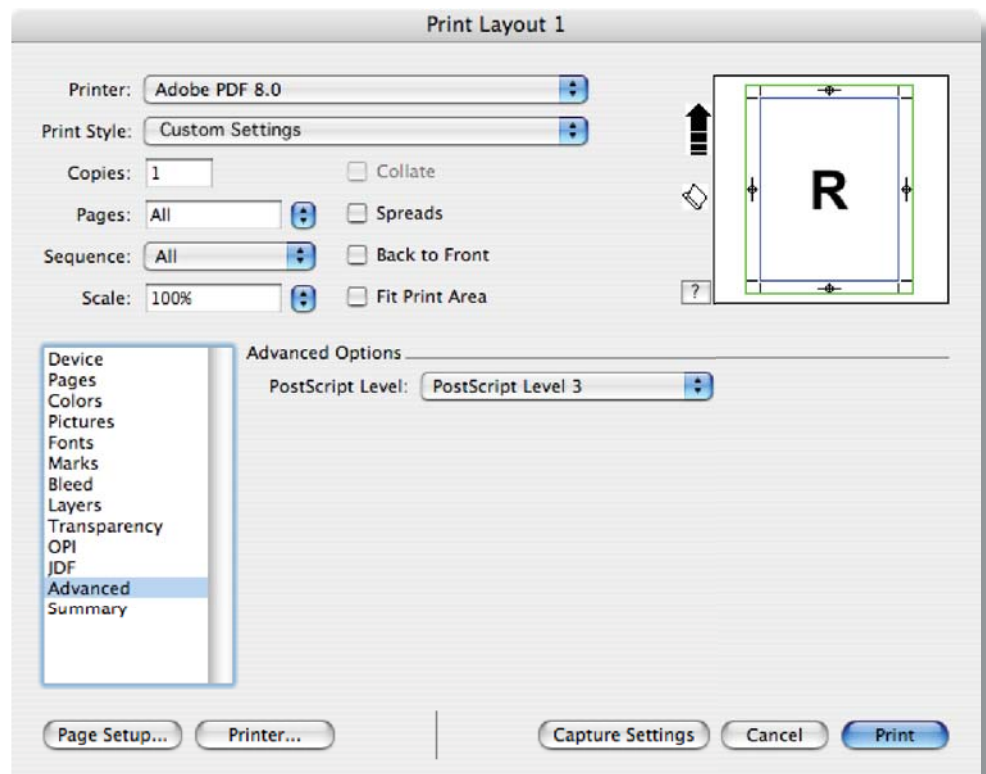 Print Layout 1
Printer: Adobe PDF 8.0
Print Style: Custom Settings
Copies: 1 Collate
Pages: All Spreads
Sequence: All Back to Front
Scale: 100% Fit Print Area
R
?
Device
Pages
Colors
Pictures
Fonts
Marks
Bleed
Layers
Transparency
OPI
JDF
Advanced
Summary
Advanced Options
PostScript Level: PostScript Level 3
Page Setup... Printer... Capture Settings Cancel Print